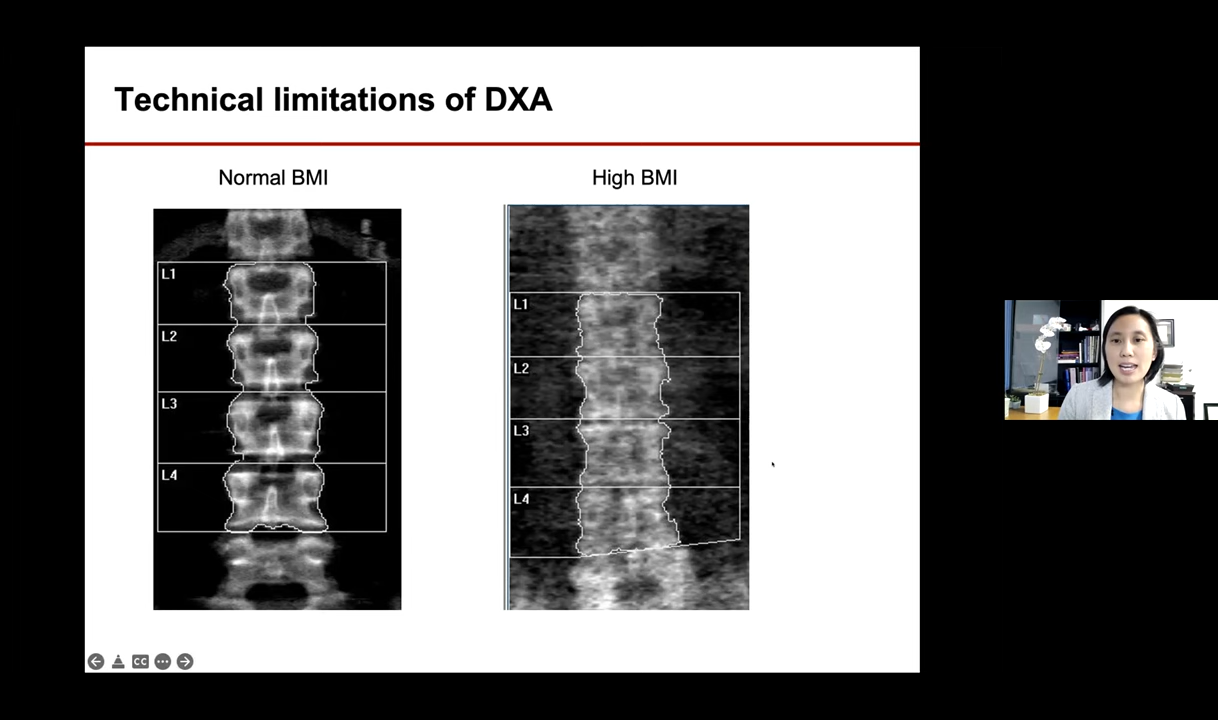 Technical limitations of DXA
Normal BMI
High BMI
L1
L2
L3
L4
L1
L2
L3
L4
CC